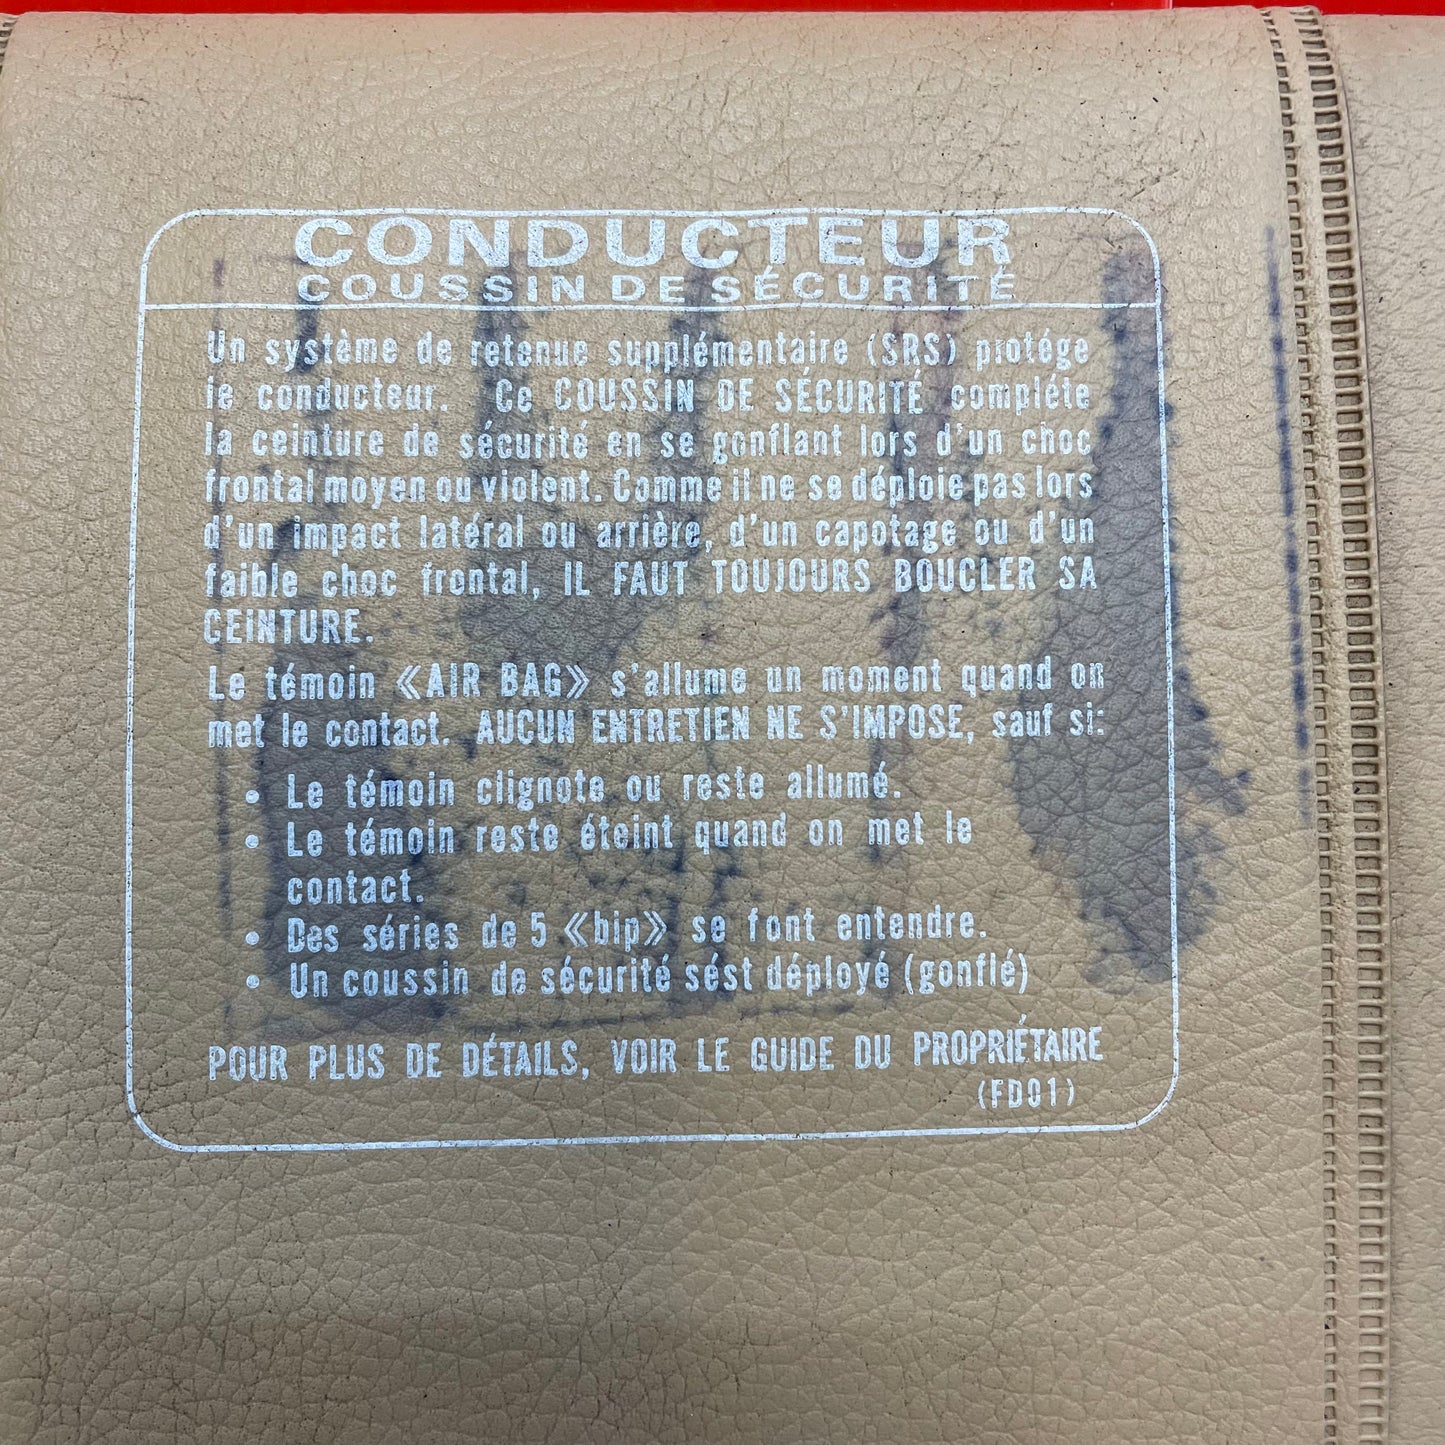 CONDUCTEUR
COUSSIN DE SÉCURITÉ
Un système de retenue supplémentaire (SRS) protége
le conducteur. Ce COUSSIN DE SÉCURITÉ compléte
la ceinture de sécurité en se gonflant lors d'un choc
frontal moyen ou violent. Comme il ne se déploie pas lors
d'un impact latéral ou arrière, d'un capotage ou d'un
faible choc frontal, IL FAUT TOUJOURS BOUCLER SA
CEINTURE.
Le témoin «AIR BAG» s'allume un moment quand on
met le contact. AUCUN ENTRETIEN NE S'IMPOSE, sauf si:
• Le témoin clignote ou reste allumé.
• Le témoin reste éteint quand on met le
contact.
• Des séries de 5 «bip» se font entendre.
• Un coussin de sécurité sést déployé (gonflé)
POUR PLUS DE DÉTAILS, VOIR LE GUIDE DU PROPRIÉTAIRE
(FD01)